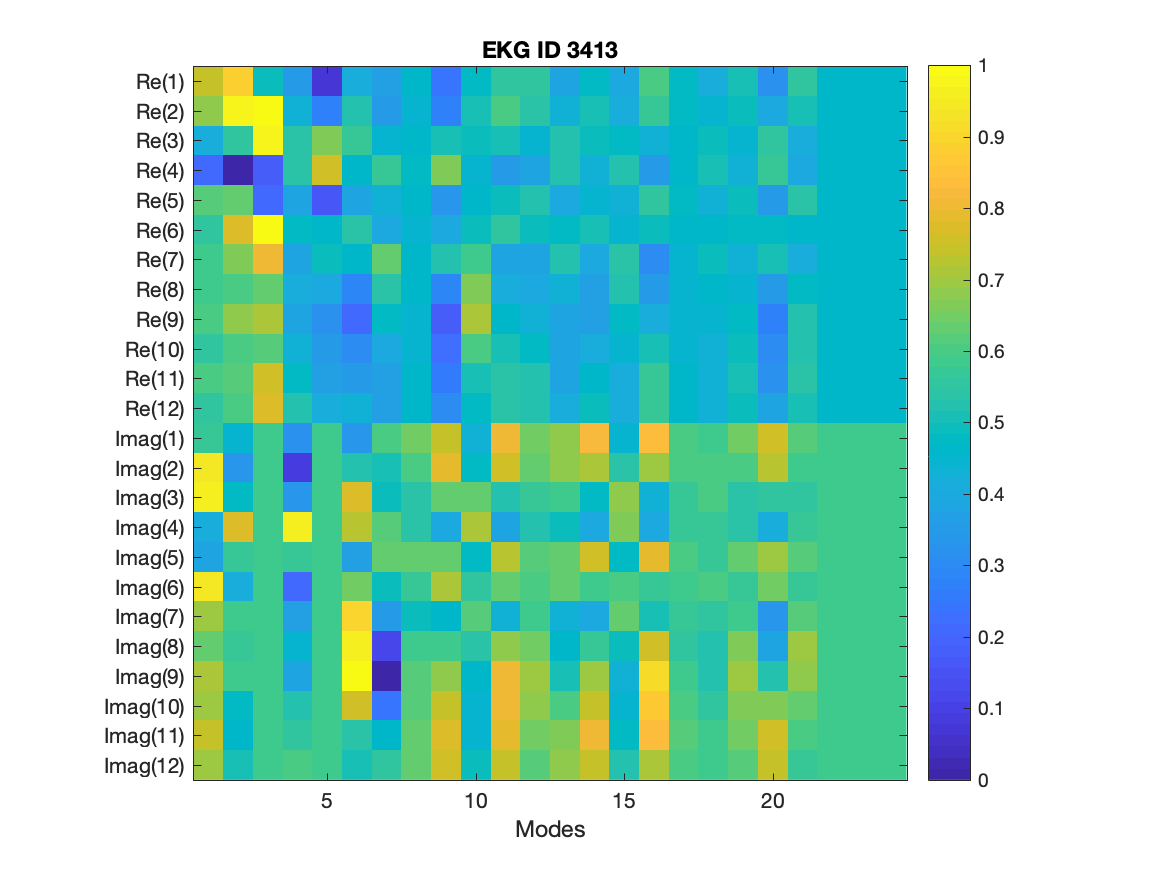 EKG ID 3413
Re(1)
Re(2)
Re(3)
Re(4)
Re(5)
Re(6)
Re(7)
Re(8)
Re(9)
Re(10)
Re(11)
Re(12)
Imag(1)
Imag(2)
Imag(3)
Imag(4)
Imag(5)
Imag(6)
Imag(7)
Imag(8)
Imag(9)
Imag(10)
Imag(11)
Imag(12)
5 10 15 20
Modes
1
0.9
0.8
0.7
0.6
0.5
0.4
0.3
0.2
0.1
0